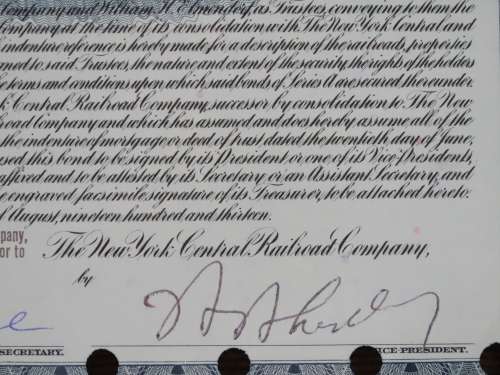 Company and William H. Elmendorf, as Trustees, conveying to them the
Company at the time of its consolidation with The New York Central and
indenture reference is hereby made for a description of the railroads, properties
med to said Trustees, the nature and extent of the security, the rights of the holders
the terms and conditions upon which said bonds of Series A are secured thereunder.
k Central Railroad Company, successor by consolidation to The New
road Company and which has assumed and does hereby assume all of the
the indenture of mortgage or deed of trust dated the twentieth day of June,
used this bond to be signed by its President or one of its Vice-Presidents,
affixed and to be attested by its Secretary or an Assistant Secretary, and
e engraved facsimile signature of its Treasurer, to be attached hereto.
f August, nineteen hundred and thirteen.
pany,
or to
The New York Central Railroad Company,
by
SECRETARY.
VICE-PRESIDENT.